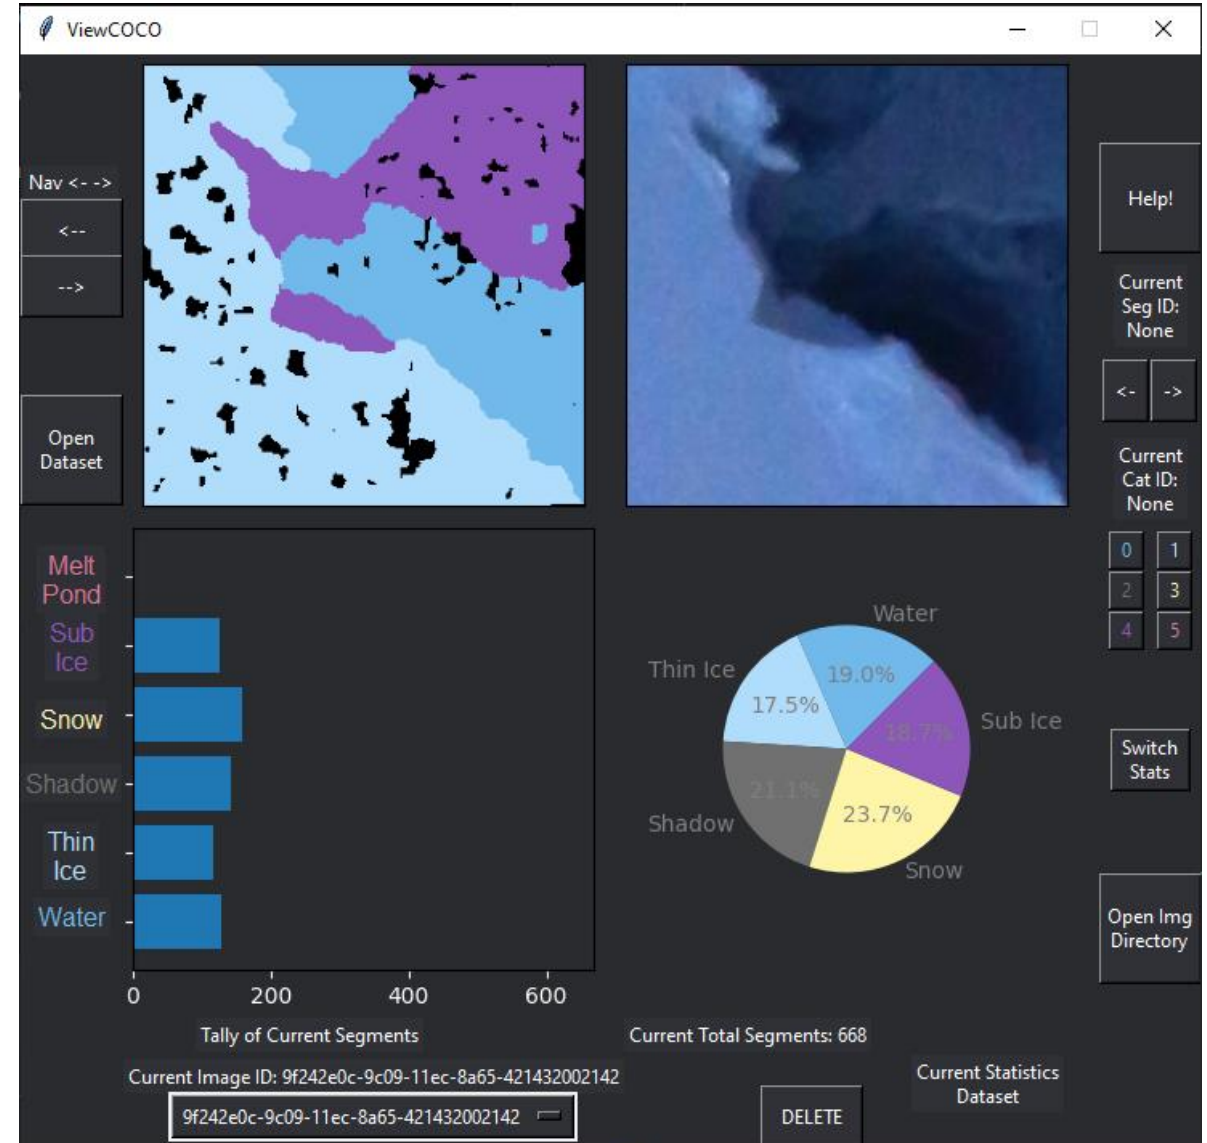 ViewCOCO
Nav <- ->
<--
-->
Open
Dataset
Help!
Current
Seg ID:
None
<-
->
Current
Cat ID:
None
0
1
2
3
4
5
Switch
Stats
Open Img
Directory
Melt
Pond
Sub
Ice
Snow
Shadow
Thin
Ice
Water
0
200
400
600
Tally of Current Segments
Water
19.0%
Thin Ice
17.5%
Sub Ice
18.7%
Shadow
21.1%
23.7%
Snow
Current Total Segments: 668
Current Image ID: 9f242e0c-9c09-11ec-8a65-421432002142
9f242e0c-9c09-11ec-8a65-421432002142
DELETE
Current Statistics
Dataset